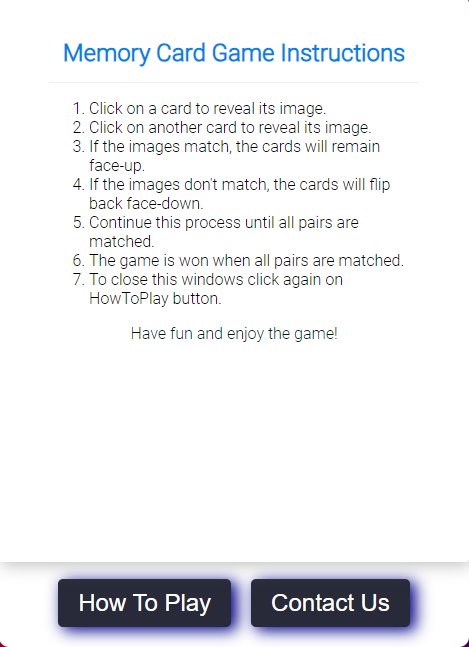 Memory Card Game Instructions
1. Click on a card to reveal its image.
2. Click on another card to reveal its image.
3. If the images match, the cards will remain
face-up.
4. If the images don't match, the cards will flip
back face-down.
5. Continue this process until all pairs are
matched.
6. The game is won when all pairs are matched.
7. To close this windows click again on
HowToPlay button.
Have fun and enjoy the game!
How To Play
Contact Us